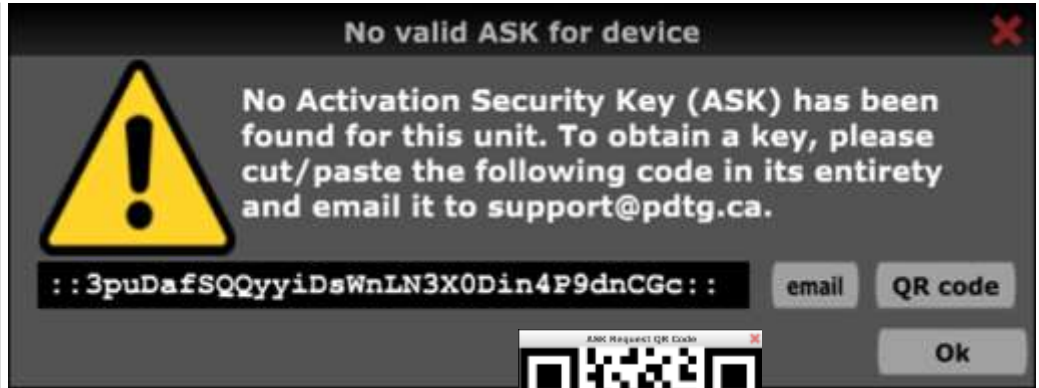 No valid ASK for device
No Activation Security Key (ASK) has been
found for this unit. To obtain a key, please
cut/paste the following code in its entirety
and email it to support@pdtg.ca.
::3puDafSQQyyiDsWnLN3X0Din4P9dnCGc::
email
QR code
Ok
ASK Request QR Code